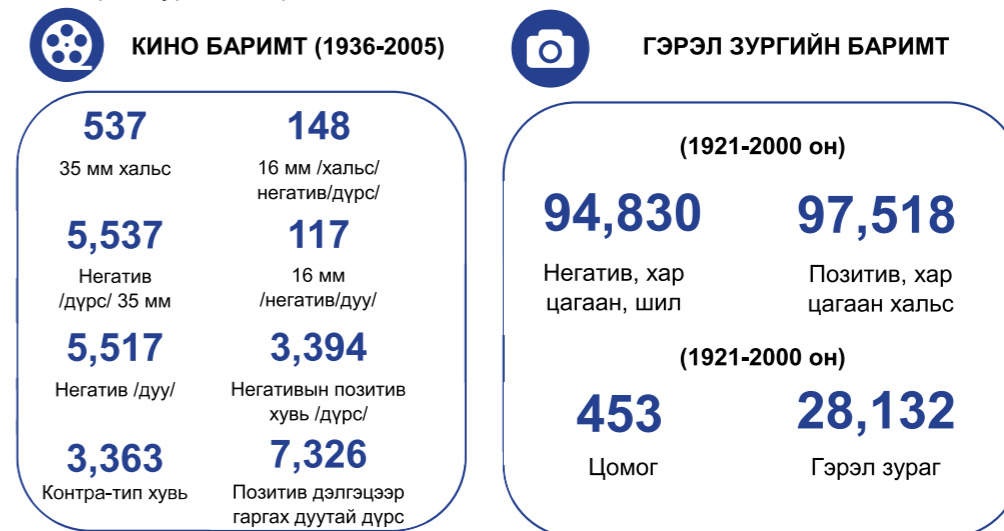 КИНО БАРИМТ (1936-2005)
537
35 мм хальс
148
16 мм /хальс/
негатив/дүрс/
5,537
Негатив
/дүрс/ 35 мм
117
16 мм
/негатив/дуу/
5,517
Негатив /дуу/
3,394
Негативын позитив
хувь /дүрс/
3,363
Контра-тип хувь
7,326
Позитив дэлгэцээр
гаргах дуутай дүрс
ГЭРЭЛ ЗУРГИЙН БАРИМТ
(1921-2000 он)
94,830
Негатив, хар
цагаан, шил
97,518
Позитив, хар
цагаан хальс
(1921-2000 он)
453
Цомог
28,132
Гэрэл зураг